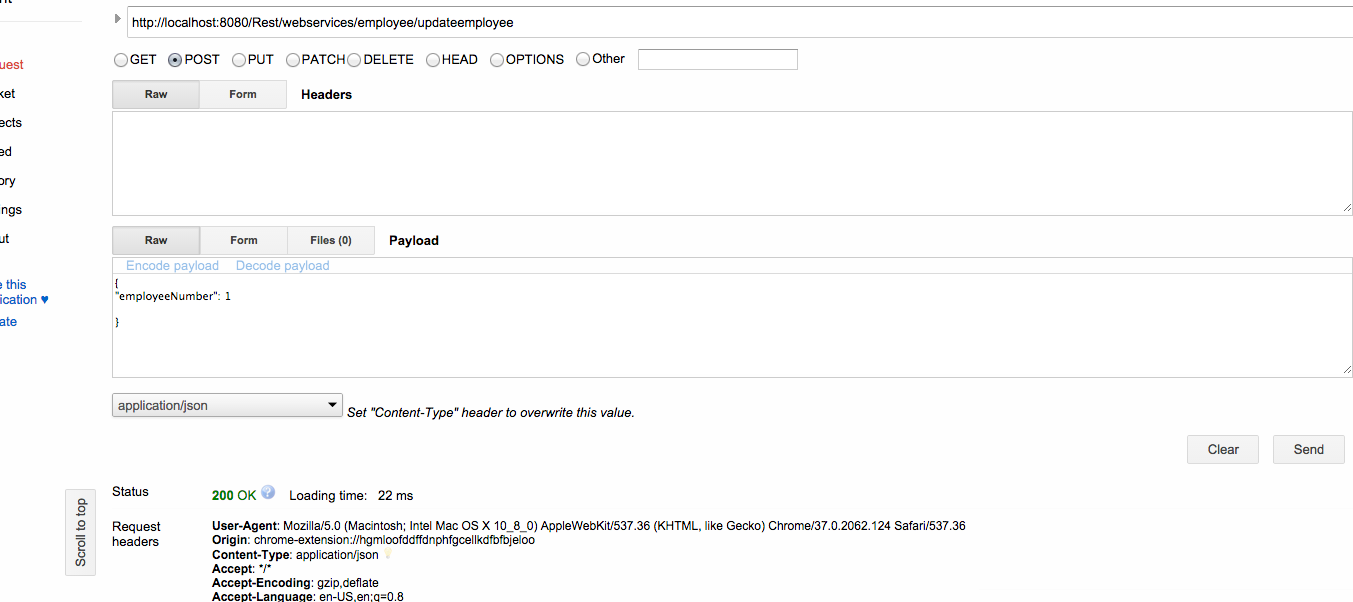 nt
http://localhost:8080/Rest/webservices/employee/updateemployee
GET POST PUT PATCH DELETE HEAD OPTIONS Other
uest
Raw Form Headers
ket
ects
ed
ory
ngs
ut
Raw Form Files (0) Payload
Encode payload Decode payload
{
"employeeNumber": 1
}
e this
ication ♥
ate
application/json Set "Content-Type" header to overwrite this value.
Clear Send
Status 200 OK ? Loading time: 22 ms
Scroll to top
Request headers
User-Agent: Mozilla/5.0 (Macintosh; Intel Mac OS X 10_8_0) AppleWebKit/537.36 (KHTML, like Gecko) Chrome/37.0.2062.124 Safari/537.36
Origin: chrome-extension://hgmloofddffdnphfgcellkdfbfbjeloo
Content-Type: application/json
Accept: */*
Accept-Encoding: gzip,deflate
Accept-Language: en-US,en;q=0.8